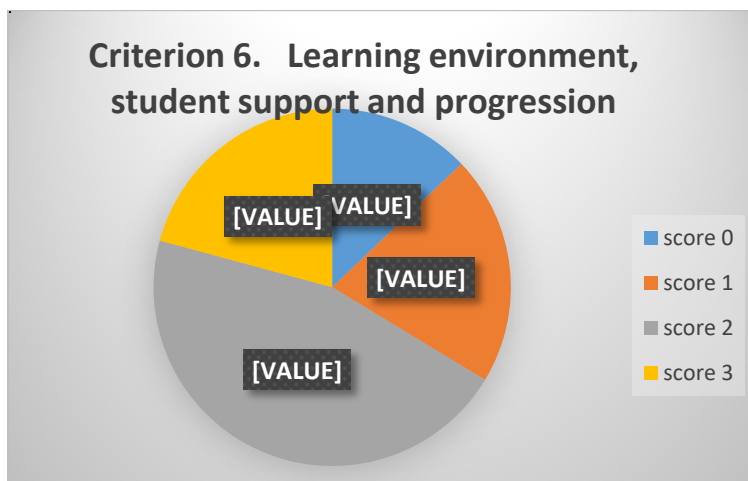 Criterion 6. Learning environment,
student support and progression
[VALUE]
[VALUE]
[VALUE]
[VALUE]
score 0
score 1
score 2
score 3